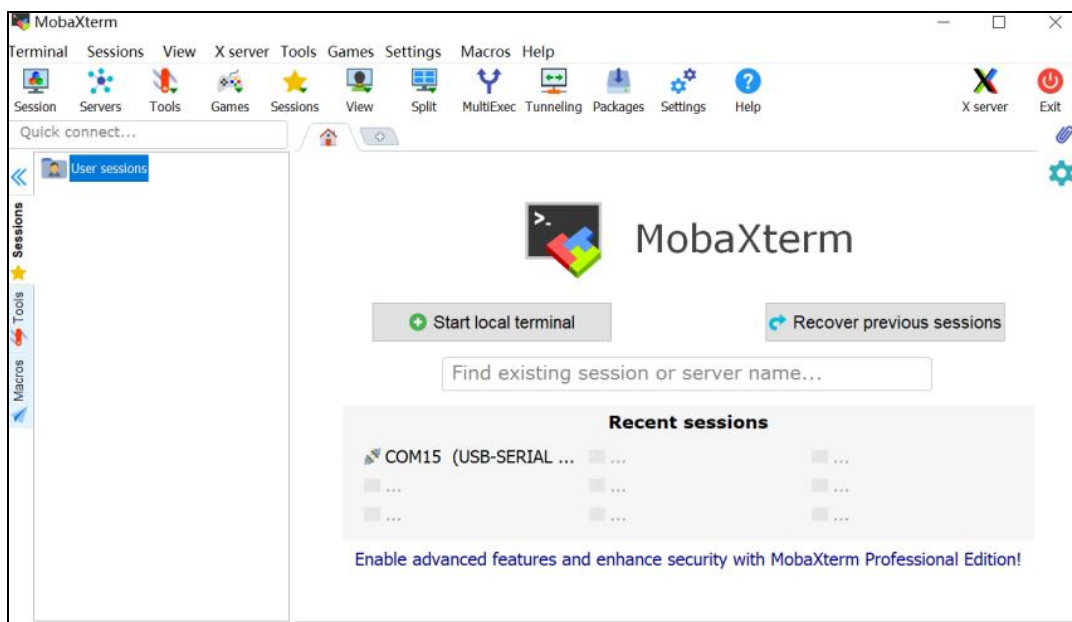 MobaXterm
Terminal Sessions View X server Tools Games Settings Macros Help
Session Servers Tools Games Sessions View Split MultiExec Tunneling Packages Settings Help X server Exit
Quick connect...
User sessions
Sessions
Tools
Macros
>_
MobaXterm
Start local terminal Recover previous sessions
Find existing session or server name...
Recent sessions
COM15 (USB-SERIAL ... ... ...
... ... ...
... ... ...
Enable advanced features and enhance security with MobaXterm Professional Edition!